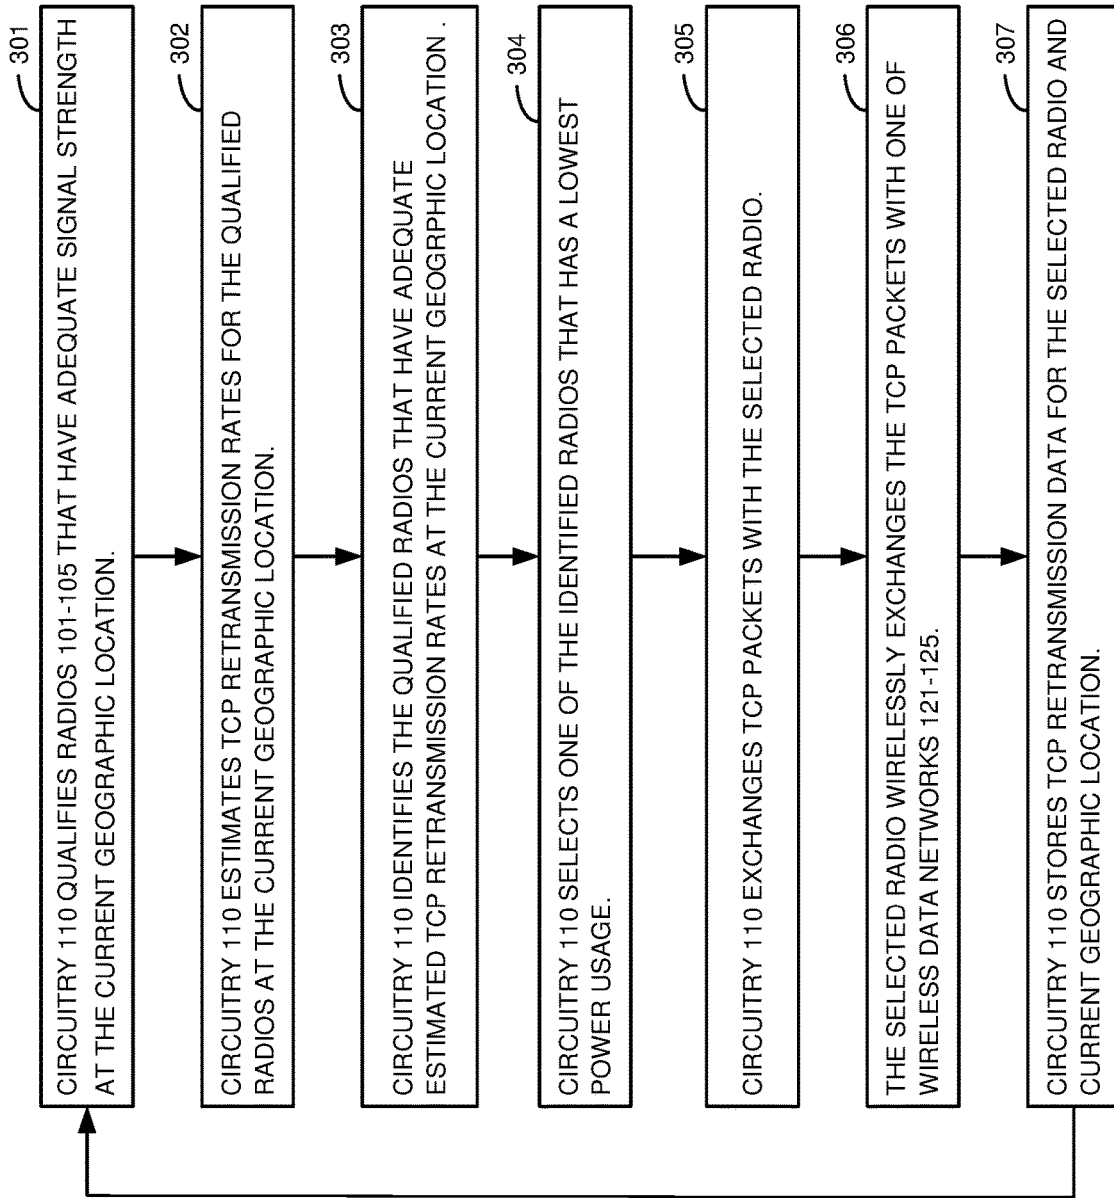 301
CIRCUITRY 110 QUALIFIES RADIOS 101-105 THAT HAVE ADEQUATE SIGNAL STRENGTH
AT THE CURRENT GEOGRAPHIC LOCATION.
302
CIRCUITRY 110 ESTIMATES TCP RETRANSMISSION RATES FOR THE QUALIFIED
RADIOS AT THE CURRENT GEOGRAPHIC LOCATION.
303
CIRCUITRY 110 IDENTIFIES THE QUALIFIED RADIOS THAT HAVE ADEQUATE
ESTIMATED TCP RETRANSMISSION RATES AT THE CURRENT GEOGRPHIC LOCATION .
304
CIRCUITRY 110 SELECTS ONE OF THE IDENTIFIED RADIOS THAT HAS A LOWEST
POWER USAGE.
305
CIRCUITRY 110 EXCHANGES TCP PACKETS WITH THE SELECTED RADIO.
306
THE SELECTED RADIO WIRELESSLY EXCHANGES THE TCP PACKETS WITH ONE OF
WIRELESS DATA NETWORKS 121-125.
307
CIRCUITRY 110 STORES TCP RETRANSMISSION DATA FOR THE SELECTED RADIO AND
CURRENT GEOGRAPHIC LOCATION.